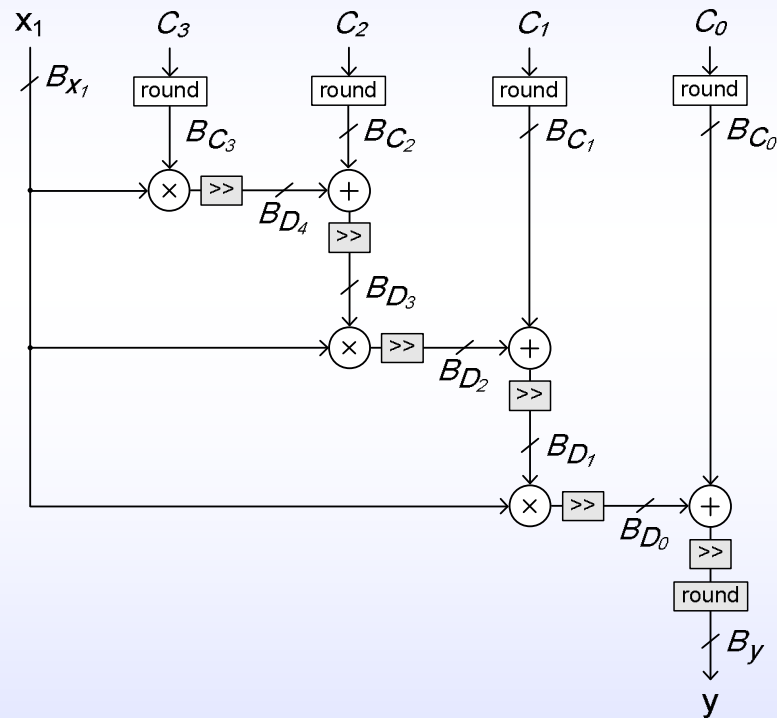 x₁ C₃ C₂ C₁ C₀
Bx₁ round round round round
BC₃ BC₂ BC₁ BC₀
× >> BD₄ +
>>
BD₃
× >> BD₂ +
>>
BD₁
× >> BD₀ +
>>
round
By
y